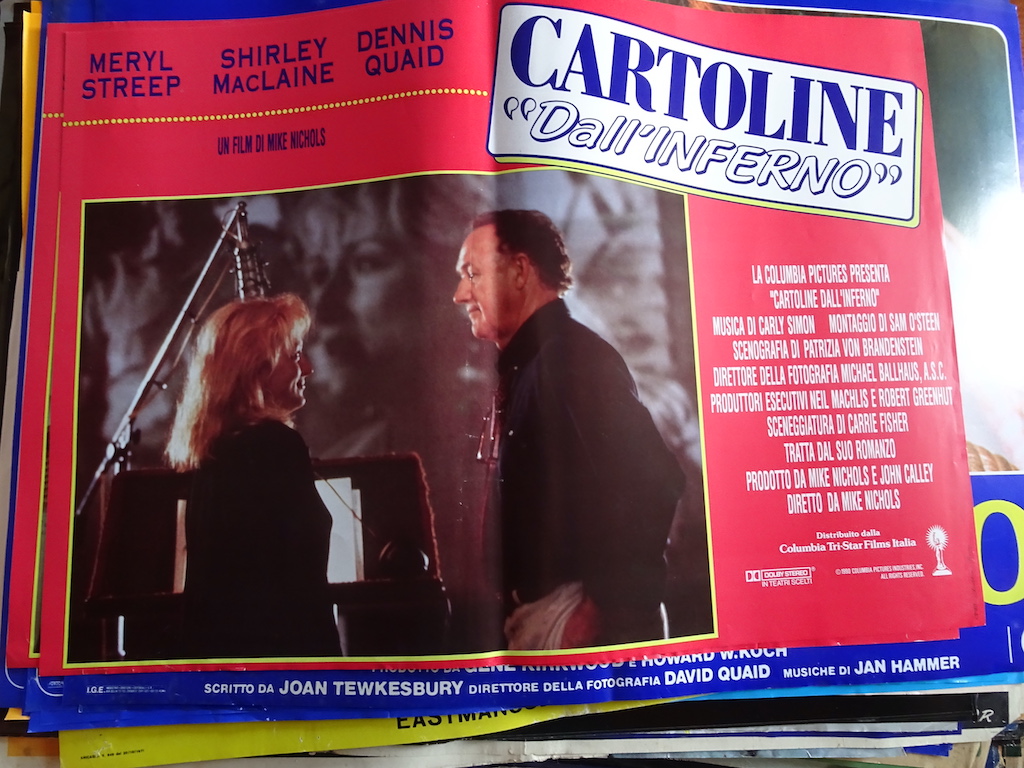 MERYL STREEP
SHIRLEY MacLAINE
DENNIS QUAID
CARTOLINE
"Dall'INFERNO"
UN FILM DI MIKE NICHOLS
LA COLUMBIA PICTURES PRESENTA
"CARTOLINE DALL'INFERNO"
MUSICA DI CARLY SIMON MONTAGGIO DI SAM O'STEEN
SCENOGRAFIA DI PATRIZIA VON BRANDENSTEIN
DIRETTORE DELLA FOTOGRAFIA MICHAEL BALLHAUS, A.S.C.
PRODUTTORI ESECUTIVI NEIL MACHLIS E ROBERT GREENHUT
SCENEGGIATURA DI CARRIE FISHER
TRATTA DAL SUO ROMANZO
PRODOTTO DA MIKE NICHOLS E JOHN CALLEY
DIRETTO DA MIKE NICHOLS
Distribuito dalla
Columbia Tri-Star Films Italia
DOLBY STEREO
IN TEATRI SCELTI
© 1990 COLUMBIA PICTURES INDUSTRIES, INC.
ALL RIGHTS RESERVED.
O
PRODOTTO DA GENE KIRKWOOD E HOWARD W. KOCH
SCRITTO DA JOAN TEWKESBURY DIRETTORE DELLA FOTOGRAFIA DAVID QUAID MUSICHE DI JAN HAMMER
I.G.E.
R